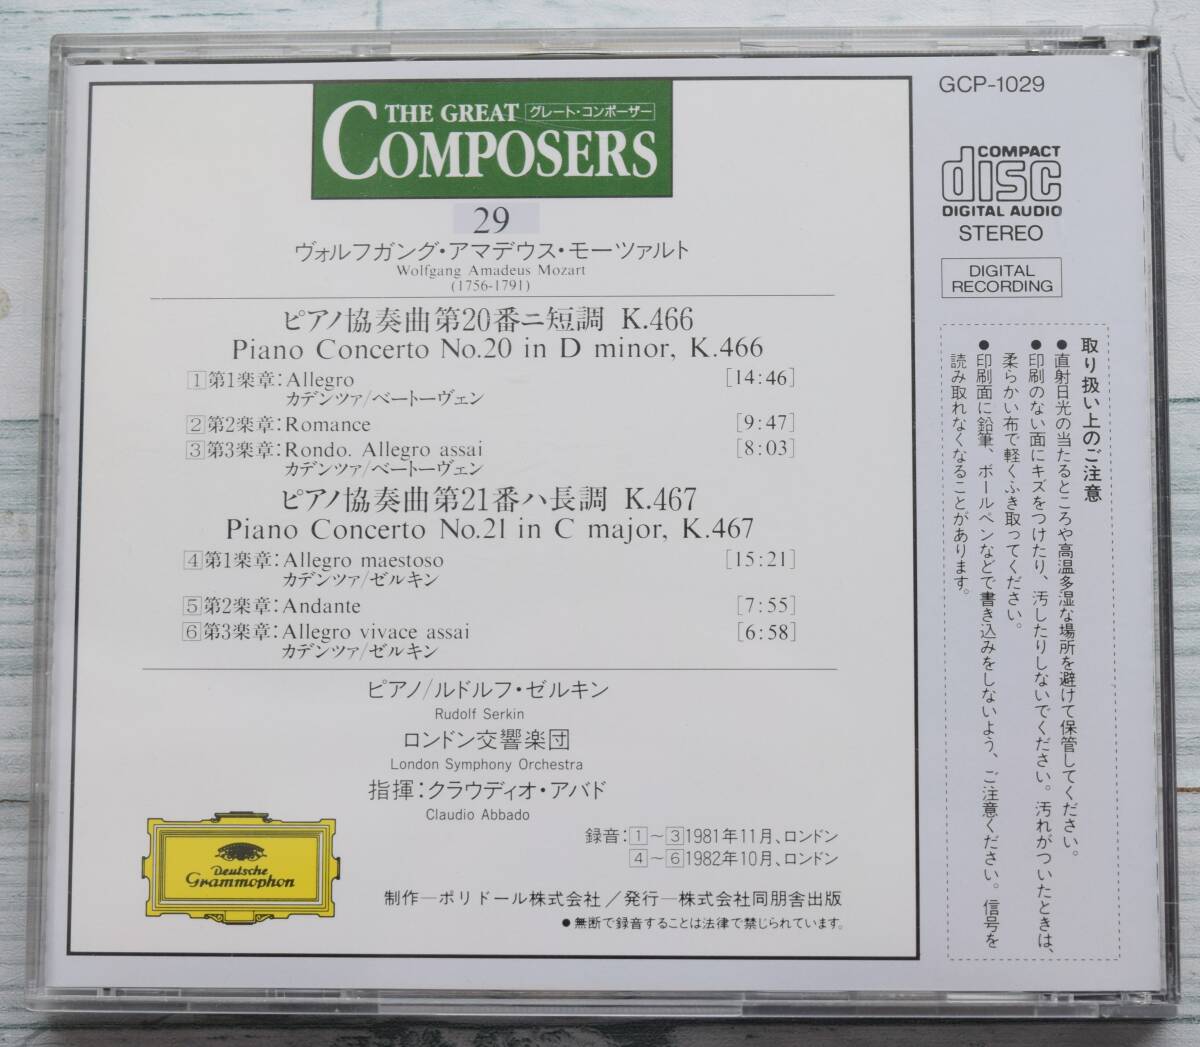 THE GREAT グレート・コンポーザー
COMPOSERS
29
ヴォルフガング・アマデウス・モーツァルト
Wolfgang Amadeus Mozart
(1756-1791)
ピアノ協奏曲第20番ニ短調 K.466
Piano Concerto No.20 in D minor, K.466
1 第1楽章:Allegro [14:46]
カデンツァ/ベートーヴェン
2 第2楽章:Romance [9:47]
3 第3楽章:Rondo. Allegro assai [8:03]
カデンツァ/ベートーヴェン
ピアノ協奏曲第21番ハ長調 K.467
Piano Concerto No.21 in C major, K.467
4 第1楽章:Allegro maestoso [15:21]
カデンツァ/ゼルキン
5 第2楽章:Andante [7:55]
6 第3楽章:Allegro vivace assai [6:58]
カデンツァ/ゼルキン
ピアノ/ルドルフ・ゼルキン
Rudolf Serkin
ロンドン交響楽団
London Symphony Orchestra
指揮:クラウディオ・アバド
Claudio Abbado
録音:1〜3 1981年11月、ロンドン
4〜6 1982年10月、ロンドン
Deutsche
Grammophon
制作─ポリドール株式会社/発行─株式会社同朋舎出版
●無断で録音することは法律で禁じられています。
GCP-1029
COMPACT
disc
DIGITAL AUDIO
STEREO
DIGITAL
RECORDING
取り扱い上のご注意
●直射日光の当たるところや高温多湿な場所を避けて保管してください。
●印刷のない面にキズをつけたり、汚したりしないでください。汚れがついたときは、
柔らかい布で軽くふき取ってください。
●印刷面に鉛筆、ボールペンなどで書き込みをしないよう、ご注意ください。信号を
読み取れなくなることがあります。